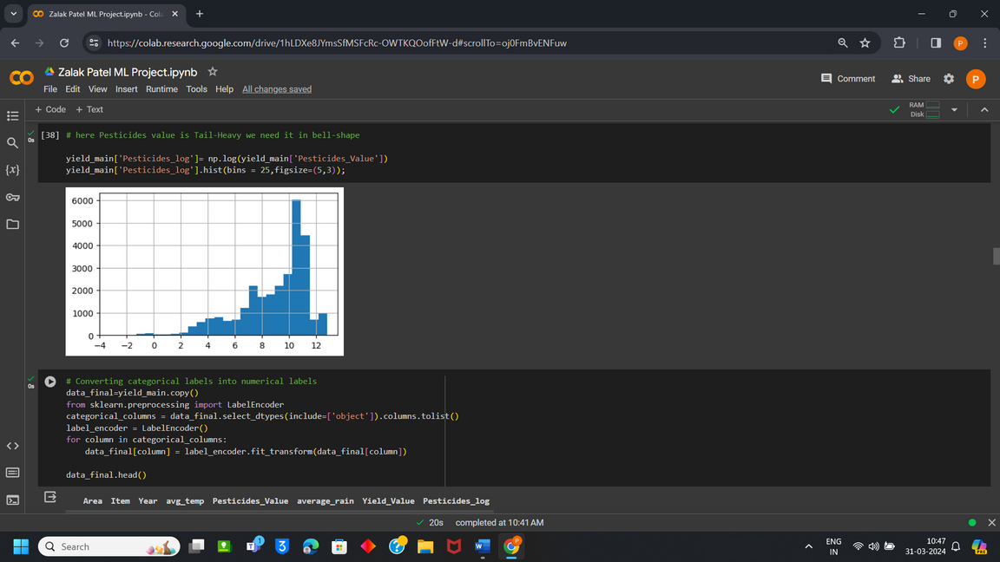 Zalak Patel ML Project.ipynb - Cola
https://colab.research.google.com/drive/1hLDXe8JYmsSfMSFcRc-OWTKQOofFtW-d#scrollTo=oj0FmBvENFuw
P
Zalak Patel ML Project.ipynb
File Edit View Insert Runtime Tools Help All changes saved
Comment Share P
+ Code + Text
RAM
Disk
{x}
0s
[38] # here Pesticides value is Tail-Heavy we need it in bell-shape
yield_main['Pesticides_log']= np.log(yield_main['Pesticides_Value'])
yield_main['Pesticides_log'].hist(bins = 25,figsize=(5,3));
6000
5000
4000
3000
2000
1000
0
−4 −2 0 2 4 6 8 10 12
0s
# Converting categorical labels into numerical labels
data_final=yield_main.copy()
from sklearn.preprocessing import LabelEncoder
categorical_columns = data_final.select_dtypes(include=['object']).columns.tolist()
label_encoder = LabelEncoder()
for column in categorical_columns:
    data_final[column] = label_encoder.fit_transform(data_final[column])
data_final.head()
Area Item Year avg_temp Pesticides_Value average_rain Yield_Value Pesticides_log
20s completed at 10:41 AM
Search
1
3
ENG
IN
10:47
31-03-2024
PRE